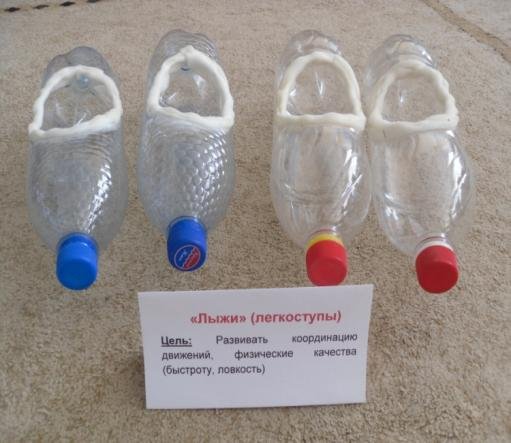 «Лыжи» (легкоступы)
Цель: Развивать координацию
движений, физические качества
(быстроту, ловкость)